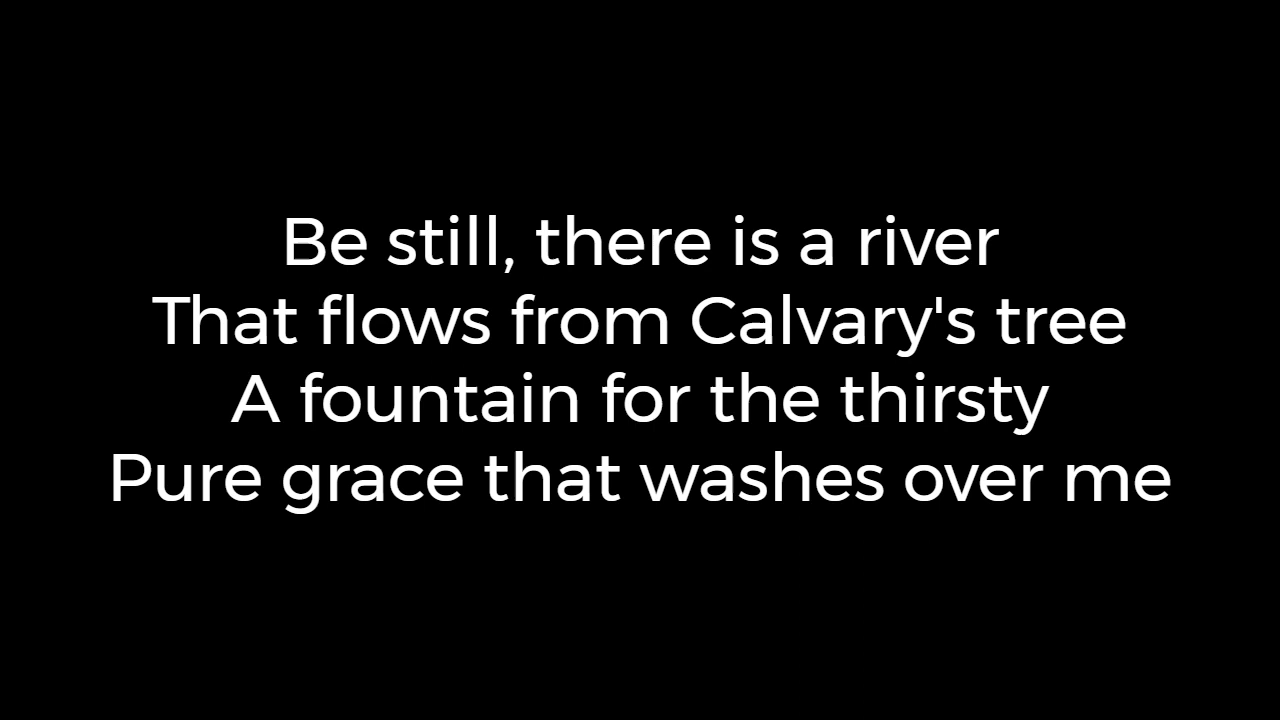 Be still, there is a river
That flows from Calvary's tree
A fountain for the thirsty
Pure grace that washes over me